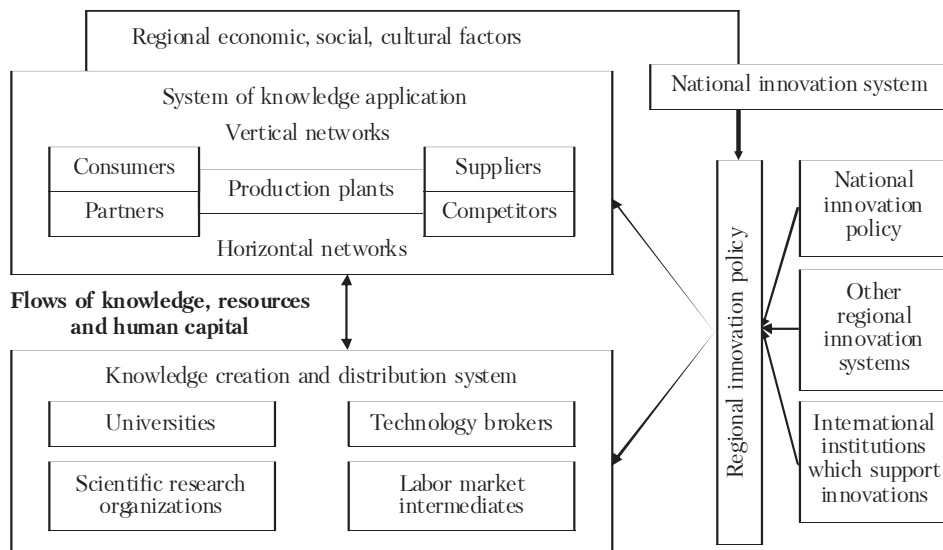 Regional economic, social, cultural factors
National innovation system
System of knowledge application
Vertical networks
Consumers
Suppliers
Production plants
Partners
Competitors
Horizontal networks
Flows of knowledge, resources
and human capital
Knowledge creation and distribution system
Universities
Technology brokers
Scientific research
organizations
Labor market
intermediates
Regional innovation policy
National
innovation
policy
Other
regional
innovation
systems
International
institutions
which support
innovations